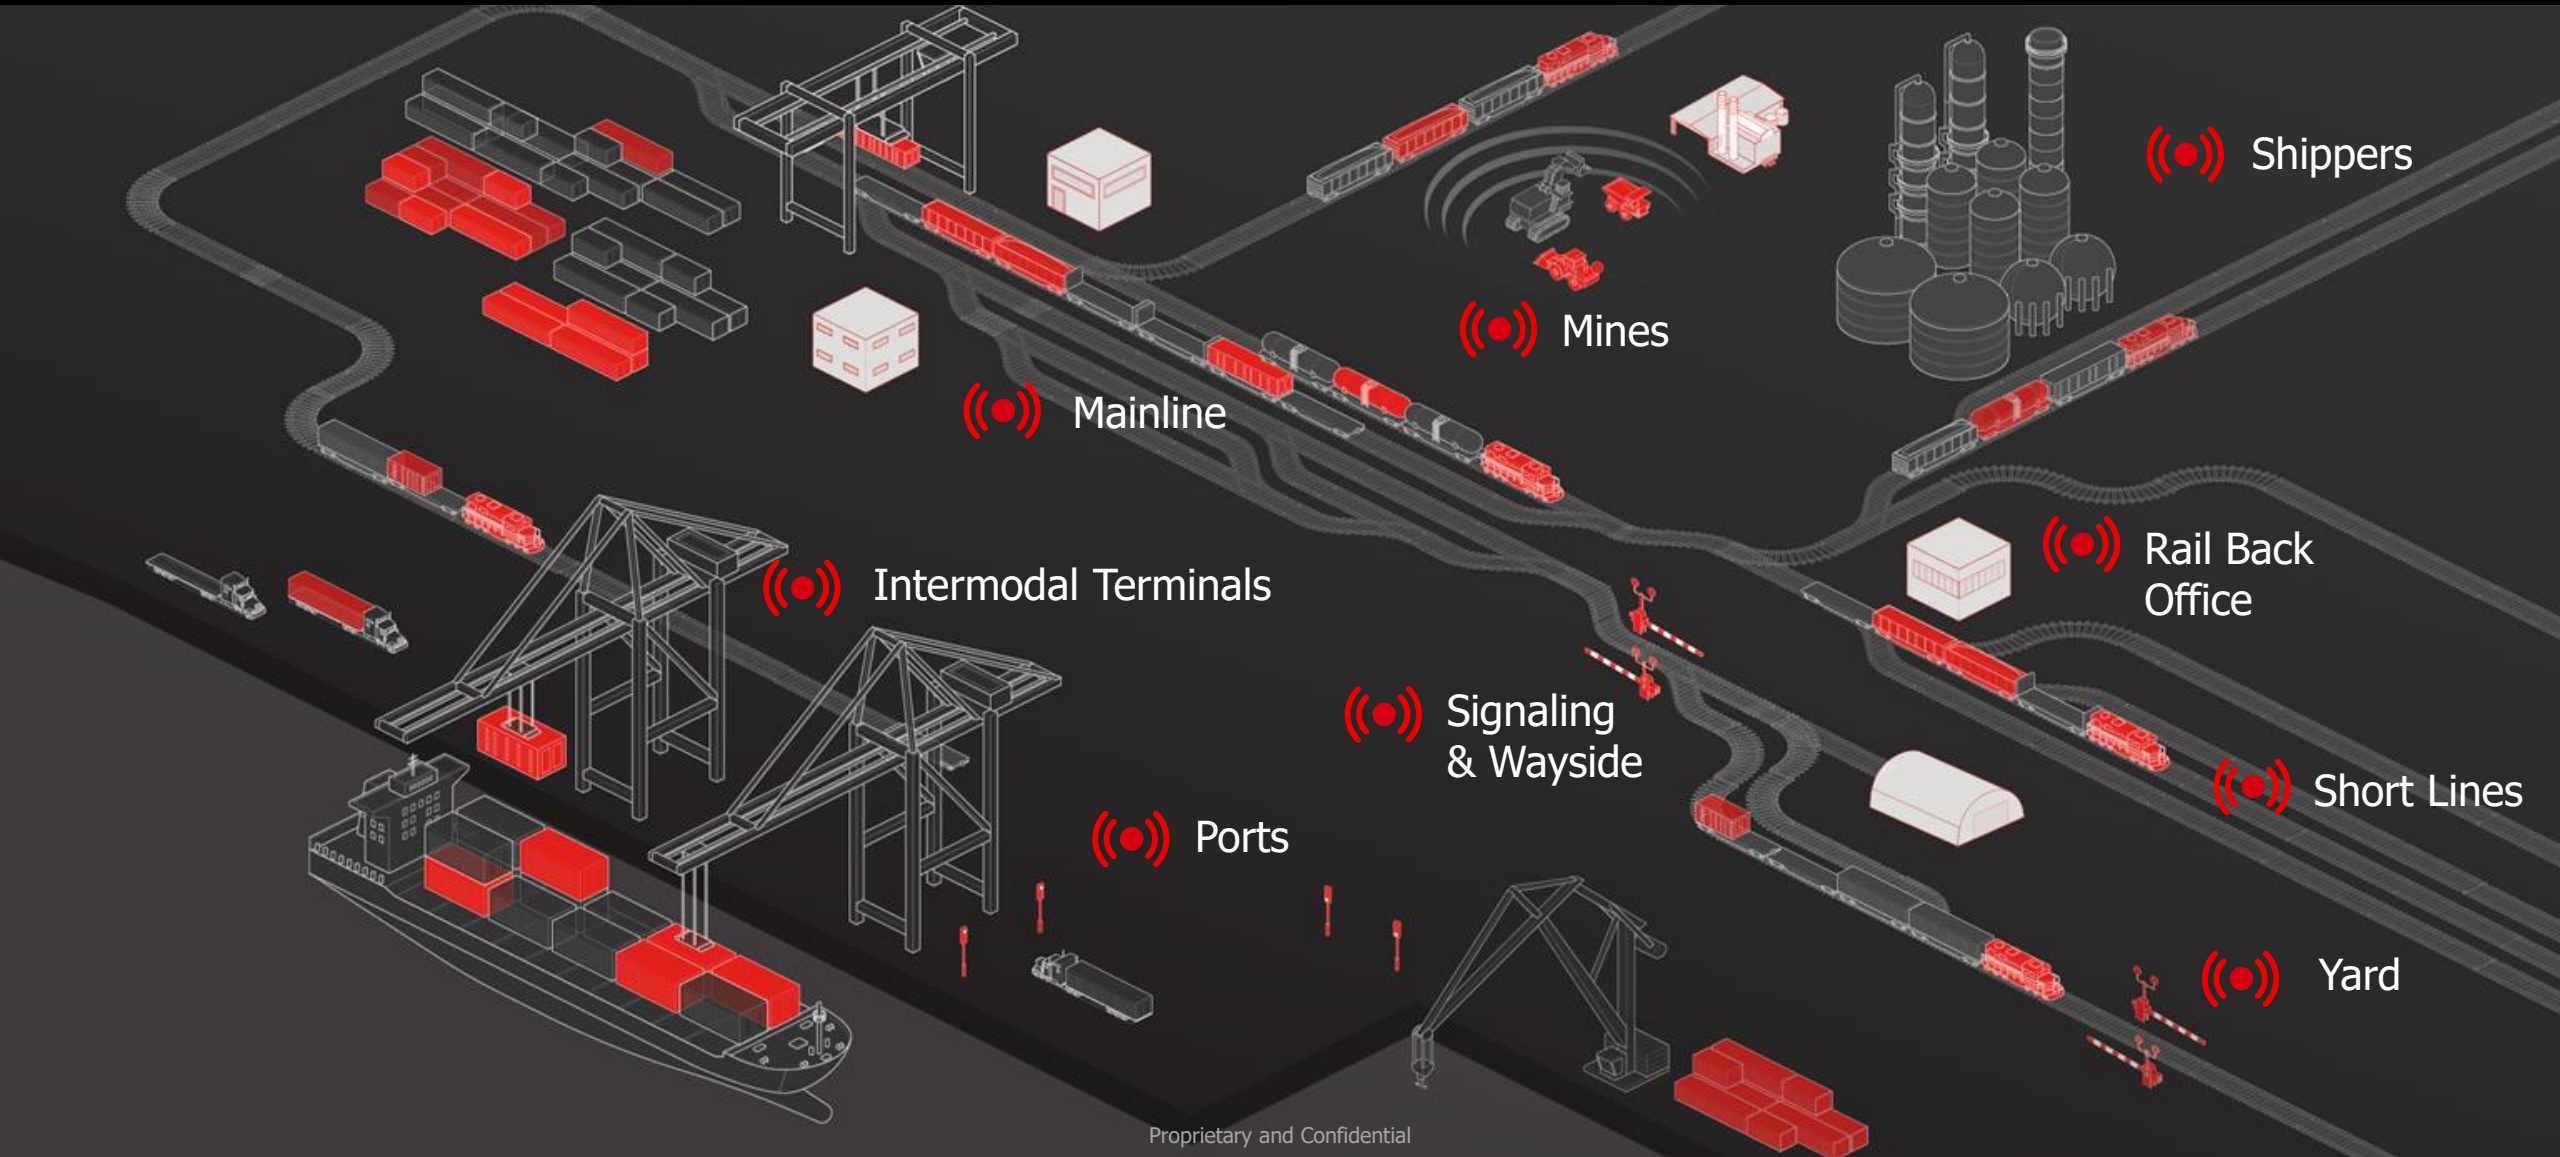 Shippers
Mines
Mainline
Rail Back
Office
Intermodal Terminals
Signaling
& Wayside
Short Lines
Ports
Yard
Proprietary and Confidential